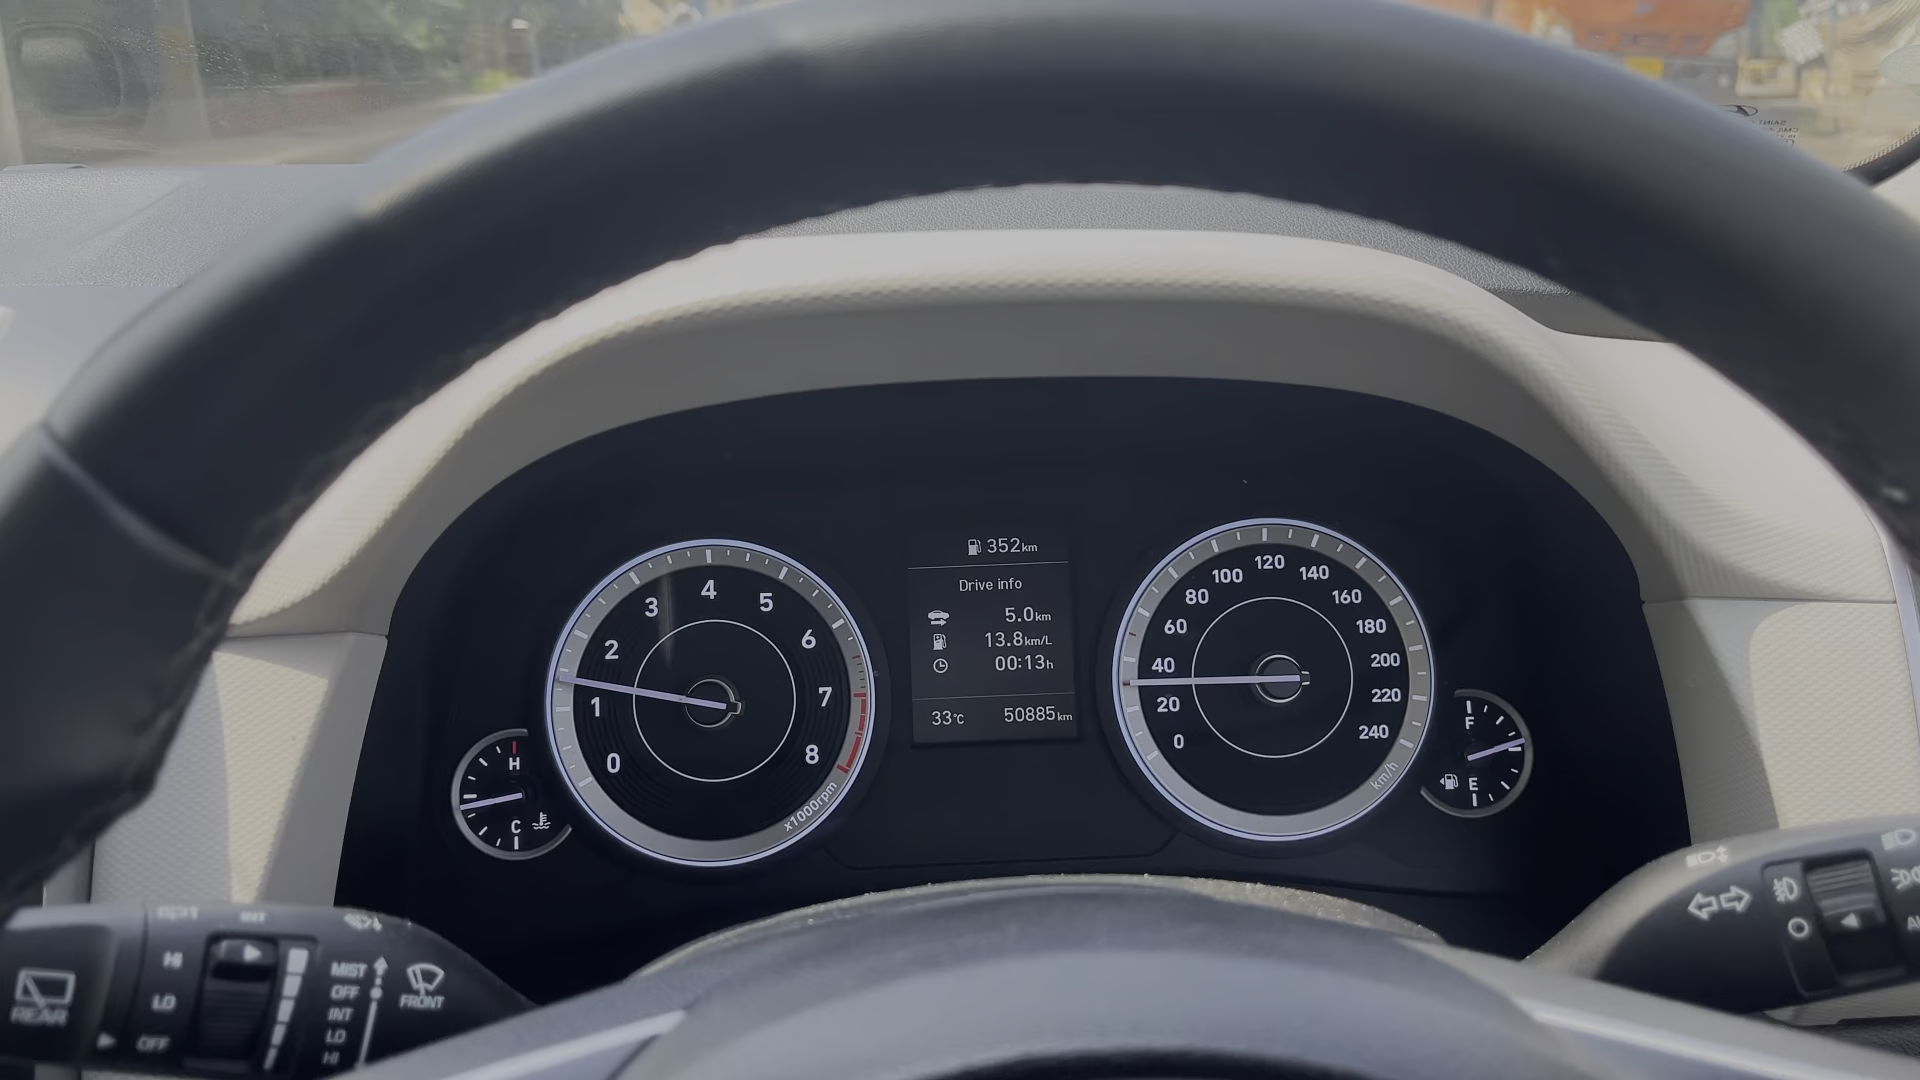 352km
Drive info
5.0km
13.8km/L
00:13h
33°C 50885km
0
1
2
3
4
5
6
7
8
x1000rpm
0
20
40
60
80
100
120
140
160
180
200
220
240
km/h
H
C
F
E
REAR
HI
LO
OFF
MIST
OFF
INT
LO
HI
FRONT